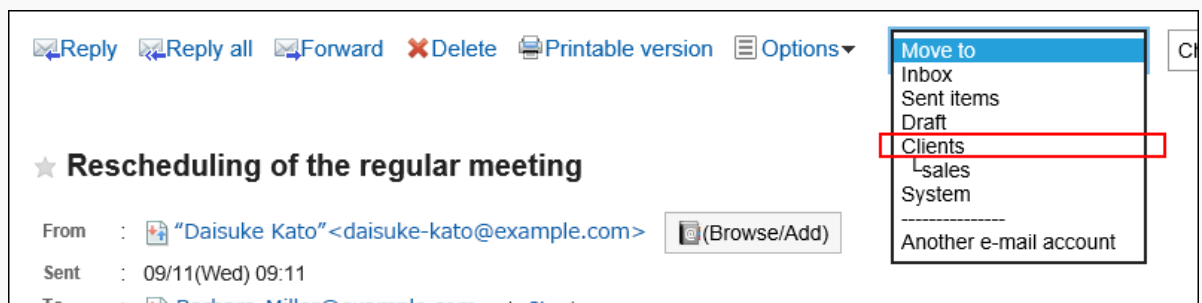 Reply Reply all Forward Delete Printable version Options
Move to
Inbox
Sent items
Draft
Clients
sales
System
---------------
Another e-mail account
Rescheduling of the regular meeting
From : “Daisuke Kato”<daisuke-kato@example.com> (Browse/Add)
Sent : 09/11(Wed) 09:11